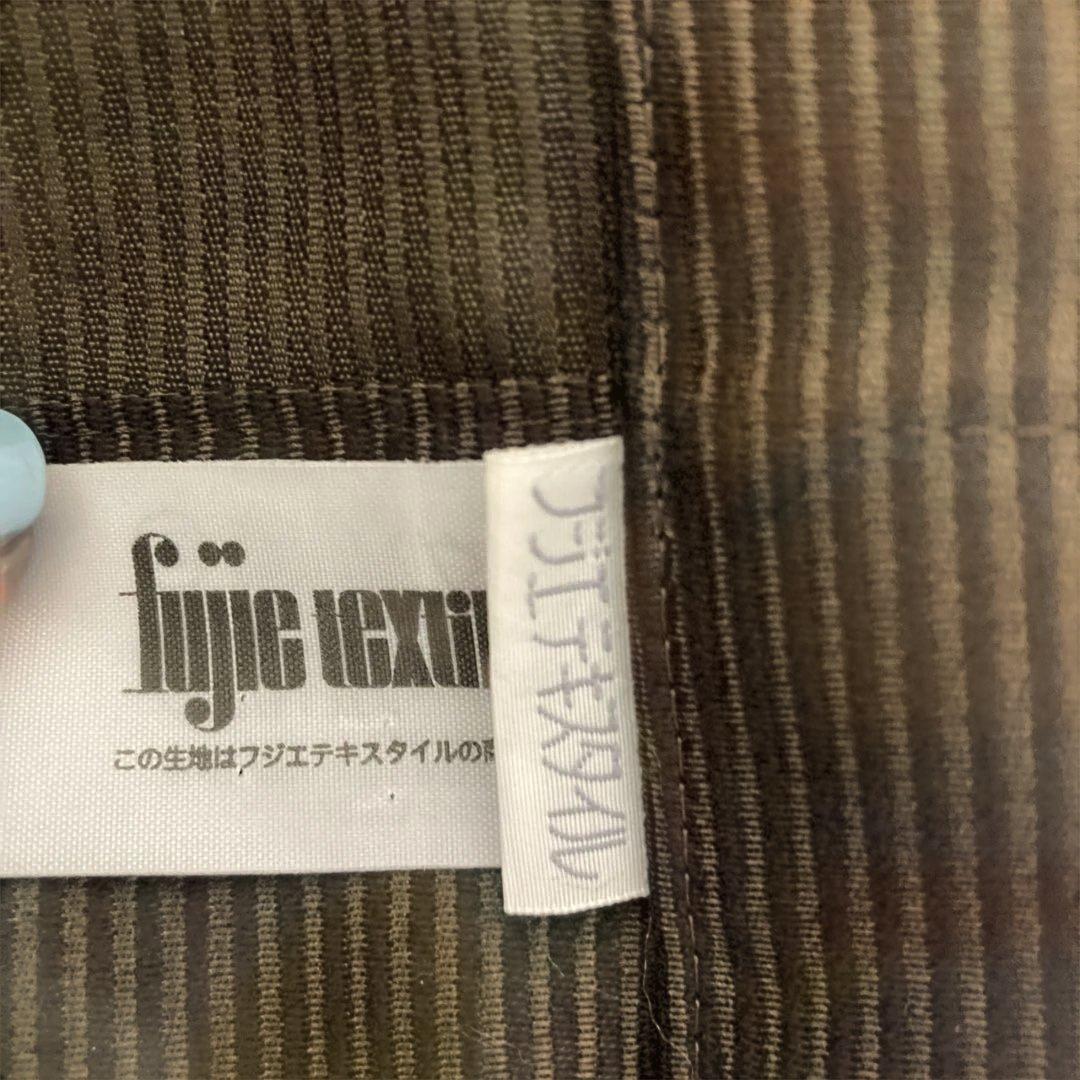 fujie textil
この生地はフジエテキスタイルの商
フジエテキスタイル